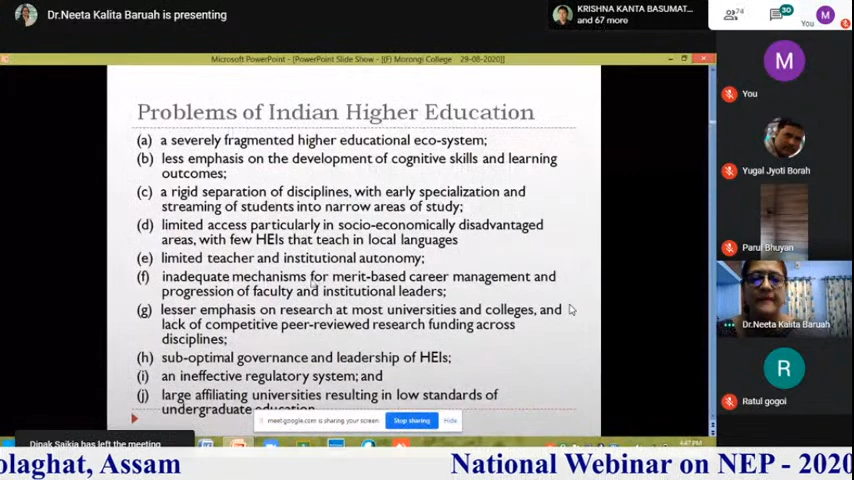 Dr.Neeta Kalita Baruah is presenting
KRISHNA KANTA BASUMAT...
and 67 more
74
30
You
M
Microsoft PowerPoint - [PowerPoint Slide Show - [(F) Morongi College 29-08-2020]]
Problems of Indian Higher Education
(a) a severely fragmented higher educational eco-system;
(b) less emphasis on the development of cognitive skills and learning
outcomes;
(c) a rigid separation of disciplines, with early specialization and
streaming of students into narrow areas of study;
(d) limited access particularly in socio-economically disadvantaged
areas, with few HEIs that teach in local languages
(e) limited teacher and institutional autonomy;
(f) inadequate mechanisms for merit-based career management and
progression of faculty and institutional leaders;
(g) lesser emphasis on research at most universities and colleges, and
lack of competitive peer-reviewed research funding across
disciplines;
(h) sub-optimal governance and leadership of HEIs;
(i) an ineffective regulatory system; and
(j) large affiliating universities resulting in low standards of
undergraduate education
meet.google.com is sharing your screen.
Stop sharing
Hide
4:47 PM
M
You
Yugal Jyoti Borah
Parul Bhuyan
Dr.Neeta Kalita Baruah
R
Ratul gogoi
Dipak Saikia has left the meeting
olaghat, Assam
National Webinar on NEP - 2020